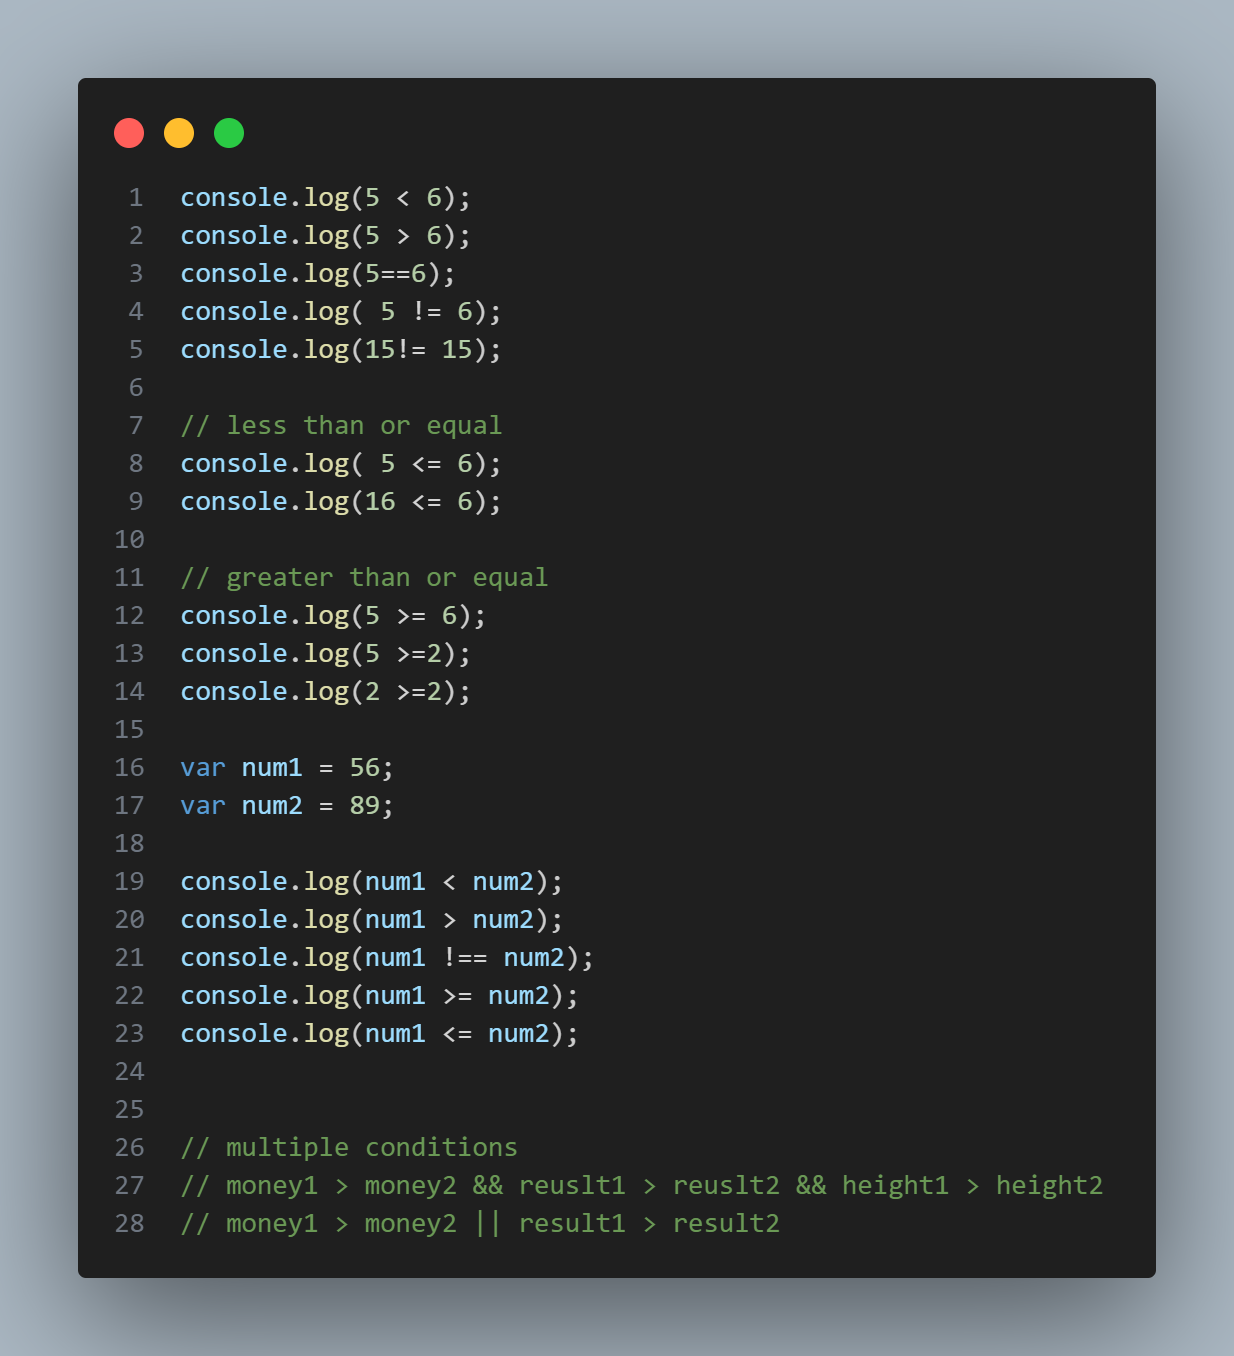 1 console.log(5 < 6);
2 console.log(5 > 6);
3 console.log(5==6);
4 console.log( 5 != 6);
5 console.log(15!= 15);
6
7 // less than or equal
8 console.log( 5 <= 6);
9 console.log(16 <= 6);
10
11 // greater than or equal
12 console.log(5 >= 6);
13 console.log(5 >=2);
14 console.log(2 >=2);
15
16 var num1 = 56;
17 var num2 = 89;
18
19 console.log(num1 < num2);
20 console.log(num1 > num2);
21 console.log(num1 !== num2);
22 console.log(num1 >= num2);
23 console.log(num1 <= num2);
24
25
26 // multiple conditions
27 // money1 > money2 && reuslt1 > reuslt2 && height1 > height2
28 // money1 > money2 || result1 > result2